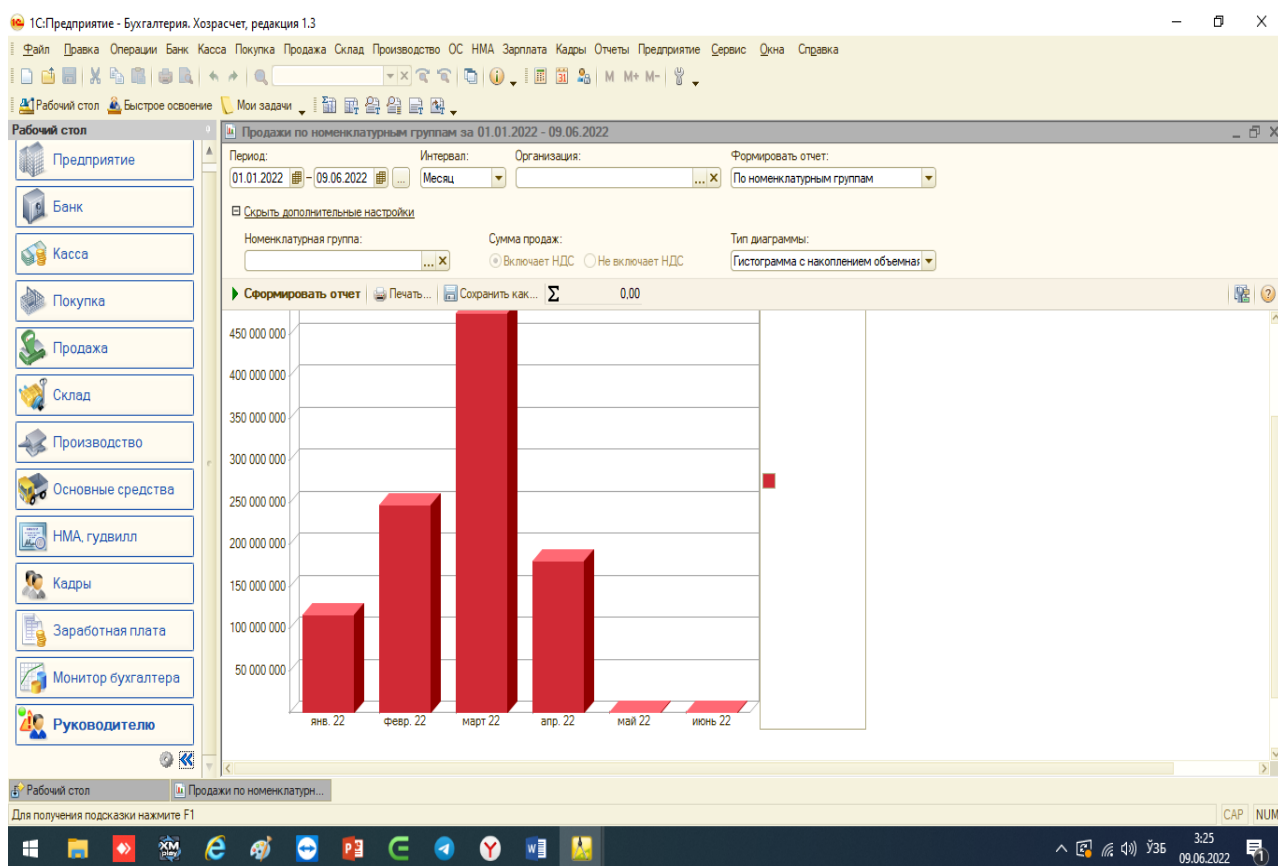 1С:Предприятие - Бухгалтерия. Хозрасчет, редакция 1.3
Файл Правка Операции Банк Касса Покупка Продажа Склад Производство ОС НМА Зарплата Кадры Отчеты Предприятие Сервис Окна Справка
M M+ M-
Рабочий стол Быстрое освоение Мои задачи
Рабочий стол
Предприятие
Банк
Касса
Покупка
Продажа
Склад
Производство
Основные средства
НМА, гудвилл
Кадры
Заработная плата
Монитор бухгалтера
Руководителю
Продажи по номенклатурным группам за 01.01.2022 - 09.06.2022
Период: Интервал: Организация: Формировать отчет:
01.01.2022 – 09.06.2022 ... Месяц ... X По номенклатурным группам
Скрыть дополнительные настройки
Номенклатурная группа: Сумма продаж: Тип диаграммы:
... X Включает НДС Не включает НДС Гистограмма с накоплением объемная
Сформировать отчет Печать... Сохранить как... Σ 0,00
450 000 000
400 000 000
350 000 000
300 000 000
250 000 000
200 000 000
150 000 000
100 000 000
50 000 000
янв. 22 февр. 22 март 22 апр. 22 май 22 июнь 22
Рабочий стол Продажи по номенклатурн...
Для получения подсказки нажмите F1 CAP NUM
ЎЗБ 3:25
09.06.2022